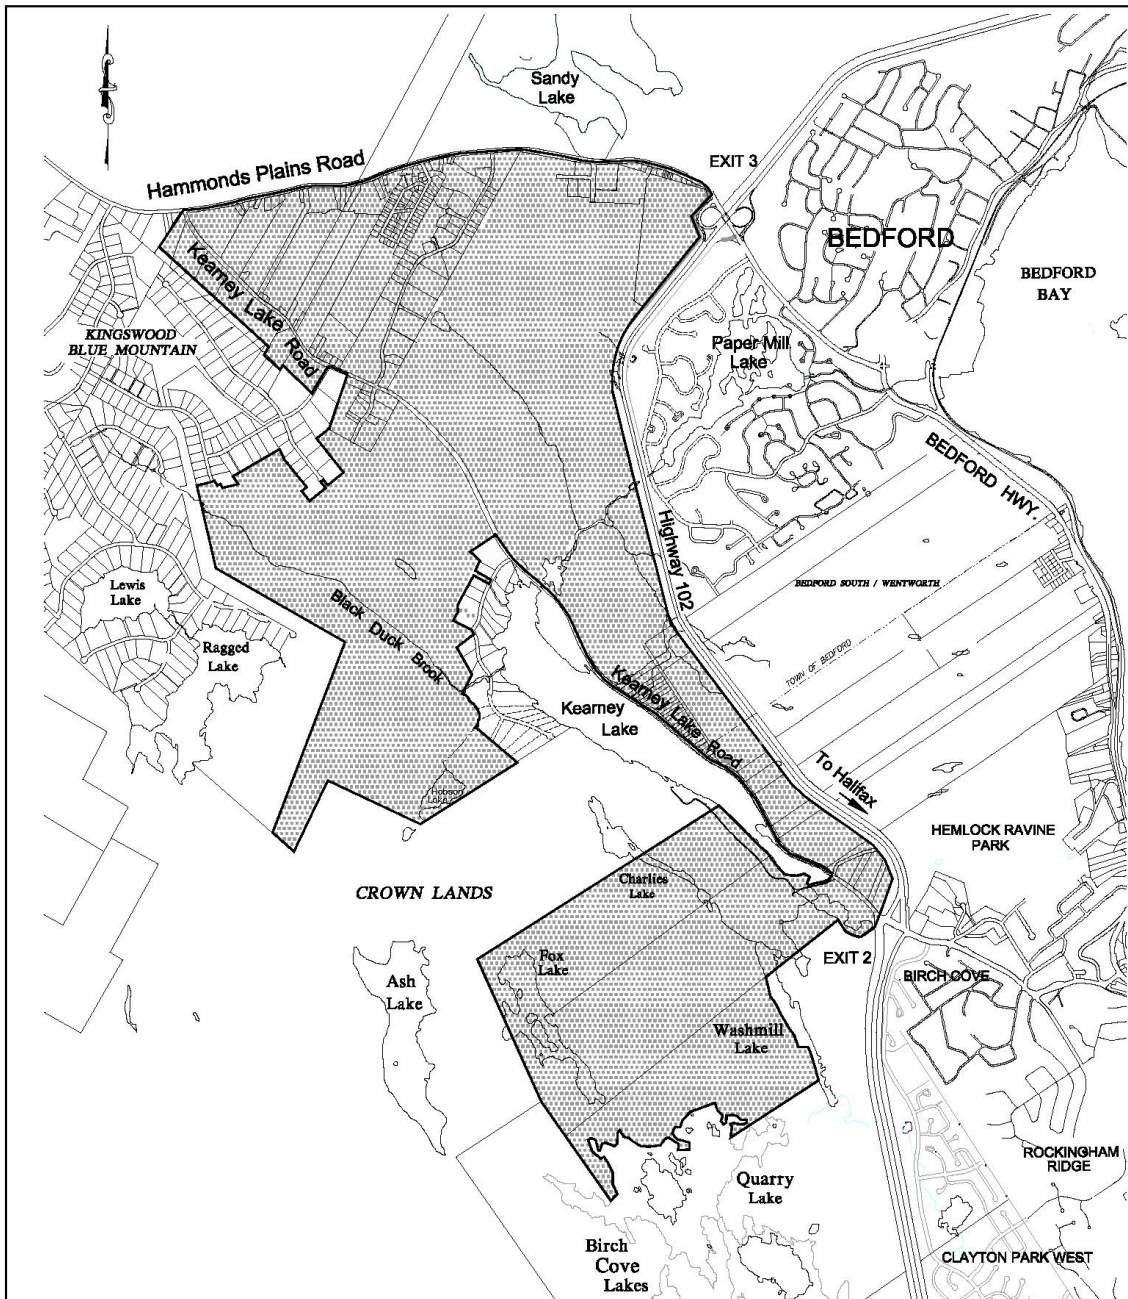 Sandy
Lake
EXIT 3
Hammonds Plains Road
BEDFORD
BEDFORD
BAY
Kearney Lake Road
KINGSWOOD
BLUE MOUNTAIN
Paper Mill
Lake
BEDFORD HWY.
Highway 102
BEDFORD SOUTH / WENTWORTH
Lewis
Lake
Black Duck Brook
TOWN OF BEDFORD
Ragged
Lake
Kearney Lake Road
Kearney
Lake
To Halifax
Hobson
Lake
HEMLOCK RAVINE
PARK
CROWN LANDS
Charlies
Lake
Fox
Lake
EXIT 2
BIRCH COVE
Ash
Lake
Washmill
Lake
ROCKINGHAM
RIDGE
Quarry
Lake
Birch
Cove
Lakes
CLAYTON PARK WEST